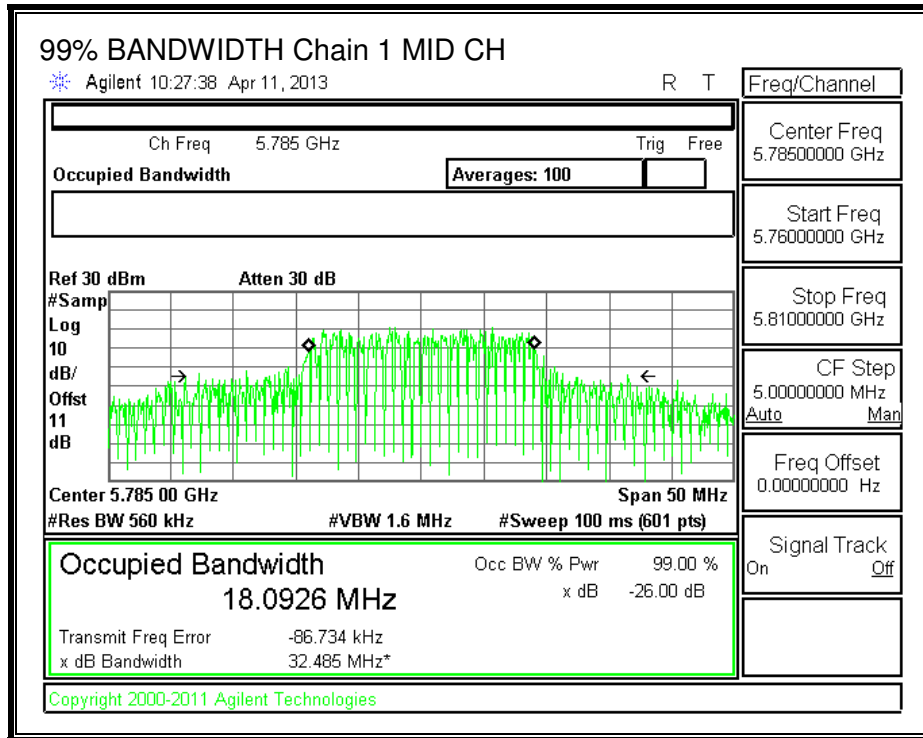 99% BANDWIDTH Chain 1 MID CH
Agilent 10:27:38 Apr 11, 2013 R T
Freq/Channel
Ch Freq 5.785 GHz Trig Free
Occupied Bandwidth Averages: 100
Ref 30 dBm Atten 30 dB
#Samp
Log
10
dB/
Offst
11
dB
Center 5.785 00 GHz Span 50 MHz
#Res BW 560 kHz #VBW 1.6 MHz #Sweep 100 ms (601 pts)
Occupied Bandwidth Occ BW % Pwr 99.00 %
18.0926 MHz x dB -26.00 dB
Transmit Freq Error -86.734 kHz
x dB Bandwidth 32.485 MHz*
Copyright 2000-2011 Agilent Technologies
Center Freq
5.78500000 GHz
Start Freq
5.76000000 GHz
Stop Freq
5.81000000 GHz
CF Step
5.00000000 MHz
Auto Man
Freq Offset
0.00000000 Hz
Signal Track
On Off